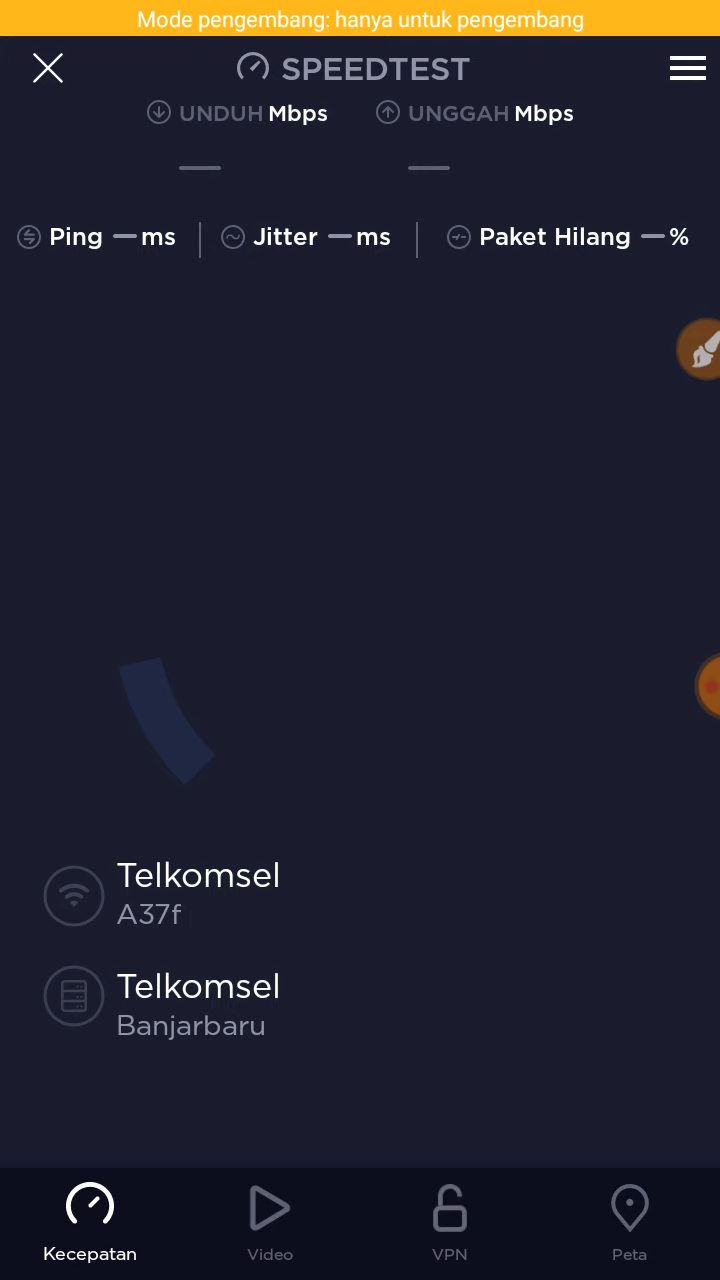 Mode pengembang: hanya untuk pengembang
SPEEDTEST
UNDUH Mbps UNGGAH Mbps
— —
Ping — ms Jitter — ms Paket Hilang — %
Telkomsel
A37f
Telkomsel
Banjarbaru
Kecepatan Video VPN Peta